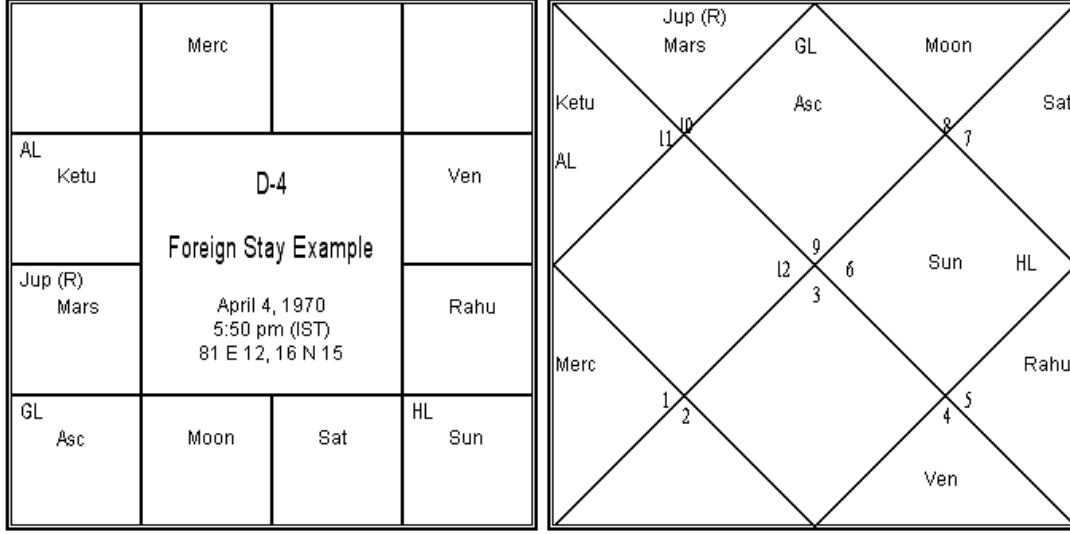 Merc
AL
Ketu
Ven
D-4
Foreign Stay Example
April 4, 1970
5:50 pm (IST)
81 E 12, 16 N 15
Jup (R)
Mars
Rahu
GL
Asc
Moon
Sat
HL
Sun
Jup (R)
Mars
GL
Moon
Ketu
Asc
Sat
10
11
8
7
AL
9
12
6
3
Sun
HL
Merc
Rahu
1
2
5
4
Ven